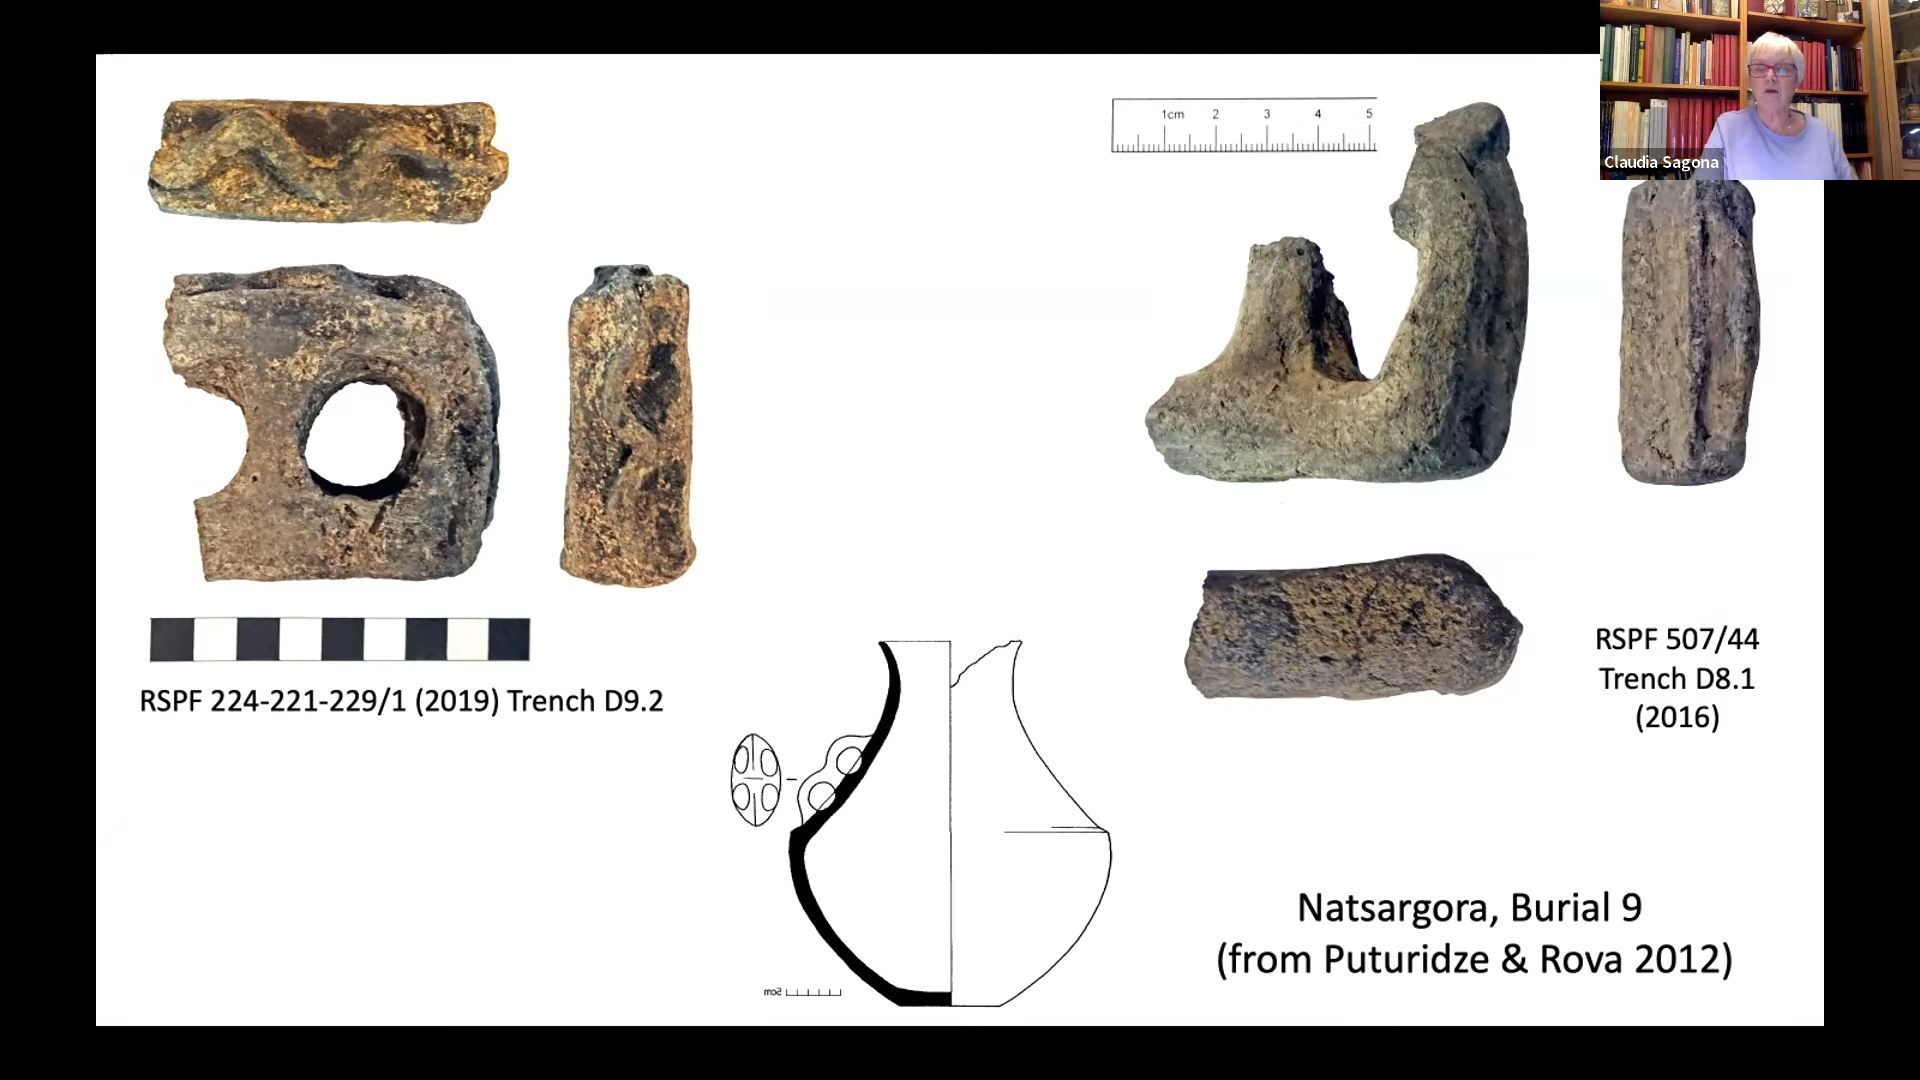 1cm 2 3 4 5
Claudia Sagona
RSPF 224-221-229/1 (2019) Trench D9.2
RSPF 507/44
Trench D8.1
(2016)
5cm
Natsargora, Burial 9
(from Puturidze & Rova 2012)